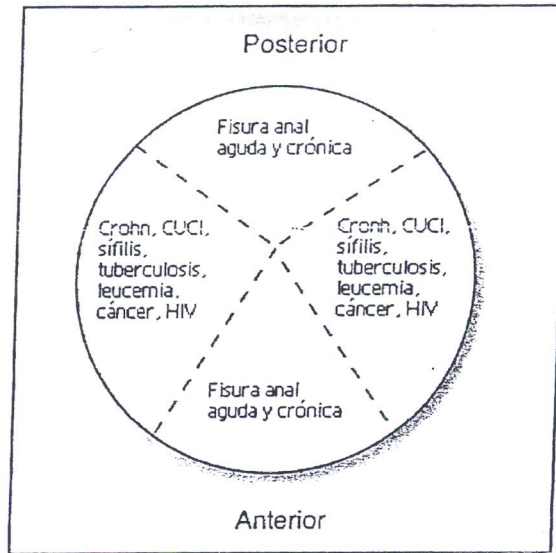 Posterior
Fisura anal
aguda y crónica
Crohn, CUCI,
sífilis,
tuberculosis,
leucemia,
cáncer, HIV
Cronh, CUCI,
sífilis,
tuberculosis,
leucemia,
cáncer, HIV
Fisura anal
aguda y crónica
Anterior